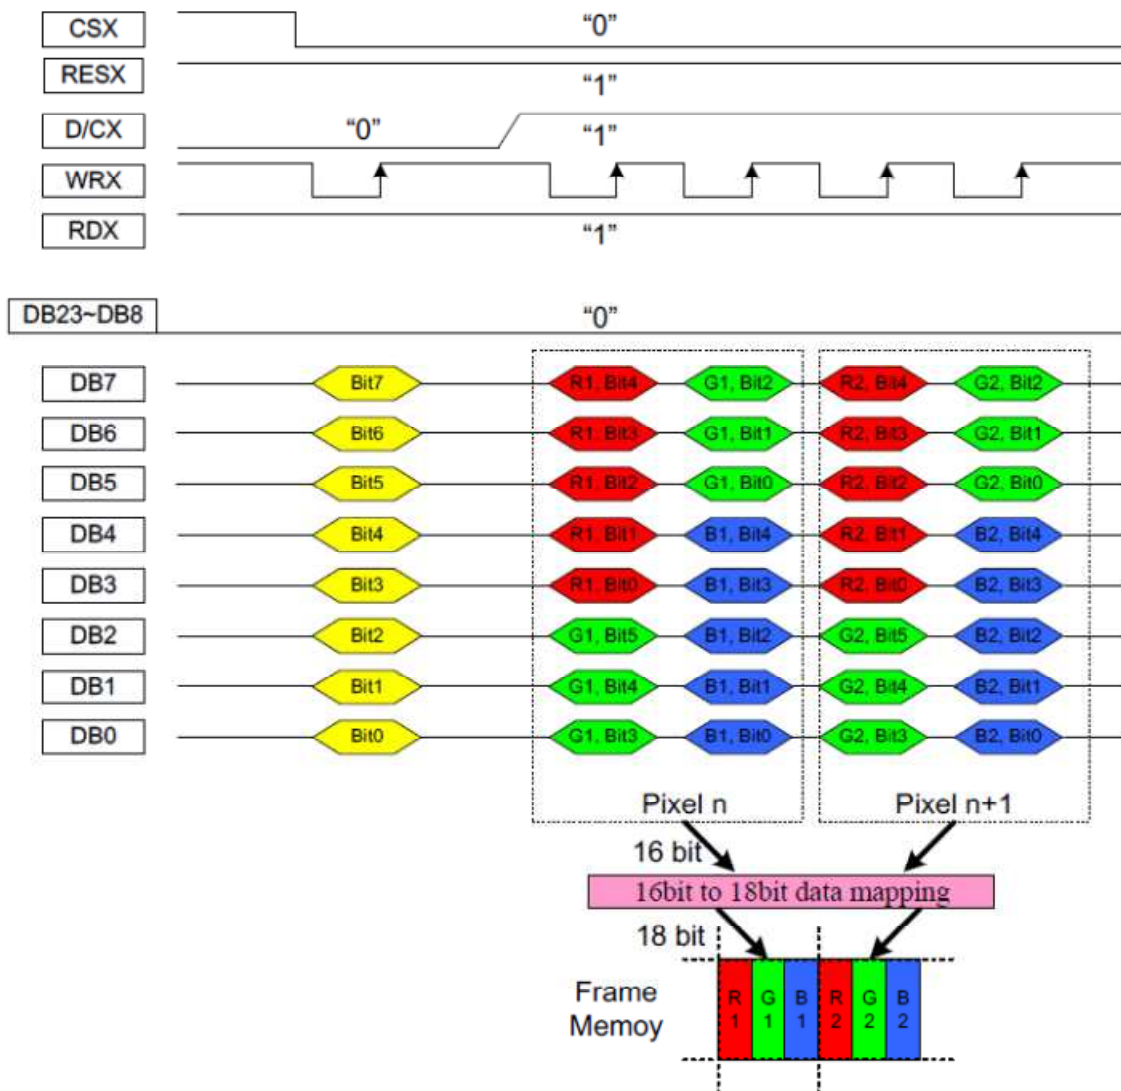 CSX "0"
RESX "1"
D/CX "0" "1"
WRX
RDX "1"
DB23~DB8 "0"
DB7 Bit7 R1, Bit4 G1, Bit2 R2, Bit4 G2, Bit2
DB6 Bit6 R1, Bit3 G1, Bit1 R2, Bit3 G2, Bit1
DB5 Bit5 R1, Bit2 G1, Bit0 R2, Bit2 G2, Bit0
DB4 Bit4 R1, Bit1 B1, Bit4 R2, Bit1 B2, Bit4
DB3 Bit3 R1, Bit0 B1, Bit3 R2, Bit0 B2, Bit3
DB2 Bit2 G1, Bit5 B1, Bit2 G2, Bit5 B2, Bit2
DB1 Bit1 G1, Bit4 B1, Bit1 G2, Bit4 B2, Bit1
DB0 Bit0 G1, Bit3 B1, Bit0 G2, Bit3 B2, Bit0
Pixel n Pixel n+1
16 bit
16bit to 18bit data mapping
18 bit
Frame
Memoy
R G B R G B
1 1 1 2 2 2